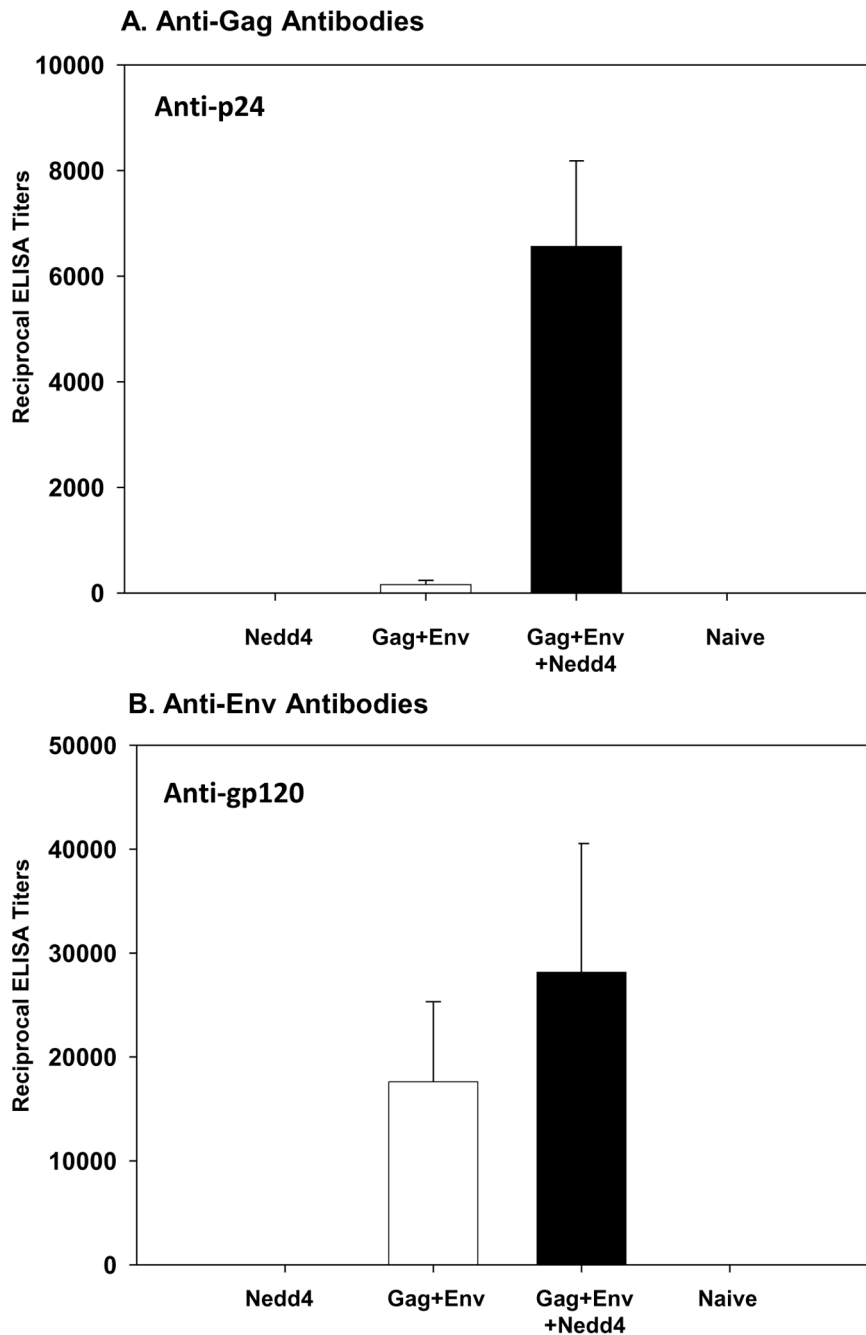 A. Anti-Gag Antibodies
10000
Anti-p24
8000
6000
4000
2000
0
Reciprocal ELISA Titers
Nedd4 Gag+Env Gag+Env Naive
+Nedd4
B. Anti-Env Antibodies
50000
Anti-gp120
40000
30000
20000
10000
0
Reciprocal ELISA Titers
Nedd4 Gag+Env Gag+Env Naive
+Nedd4